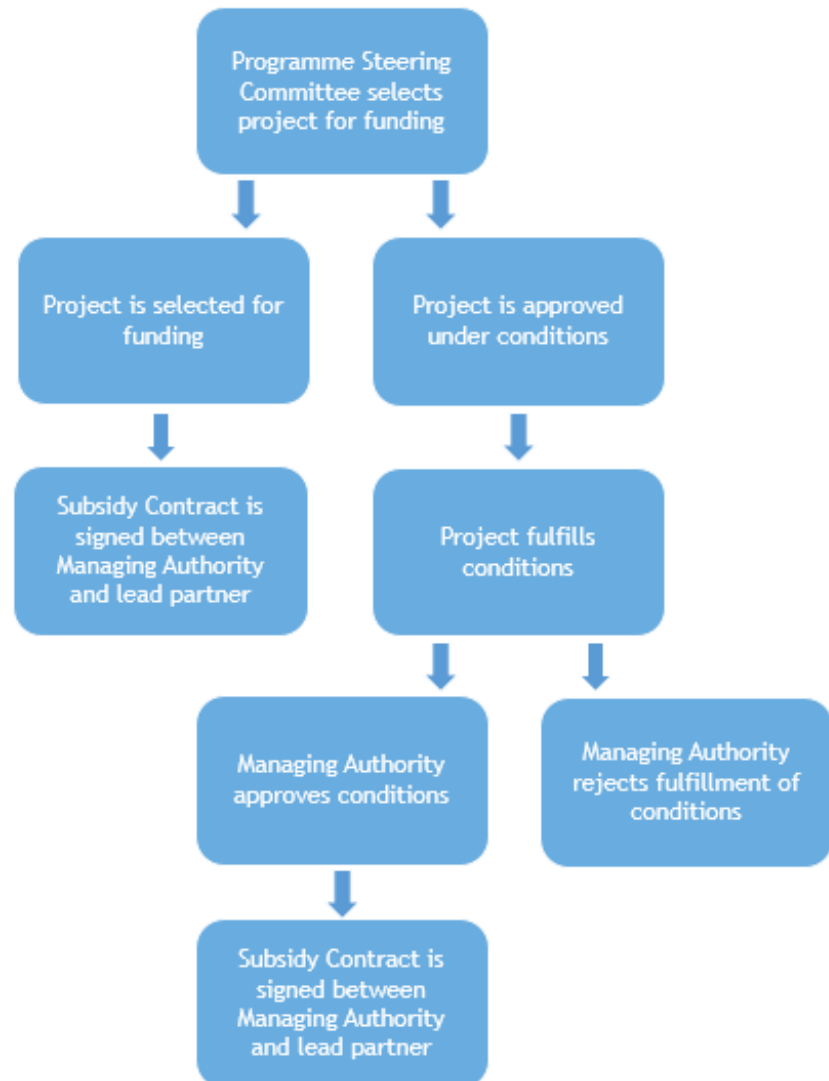 Programme Steering
Committee selects
project for funding
Project is selected for
funding
Project is approved
under conditions
Subsidy Contract is
signed between
Managing Authority
and lead partner
Project fulfills
conditions
Managing Authority
approves conditions
Managing Authority
rejects fulfillment of
conditions
Subsidy Contract is
signed between
Managing Authority
and lead partner